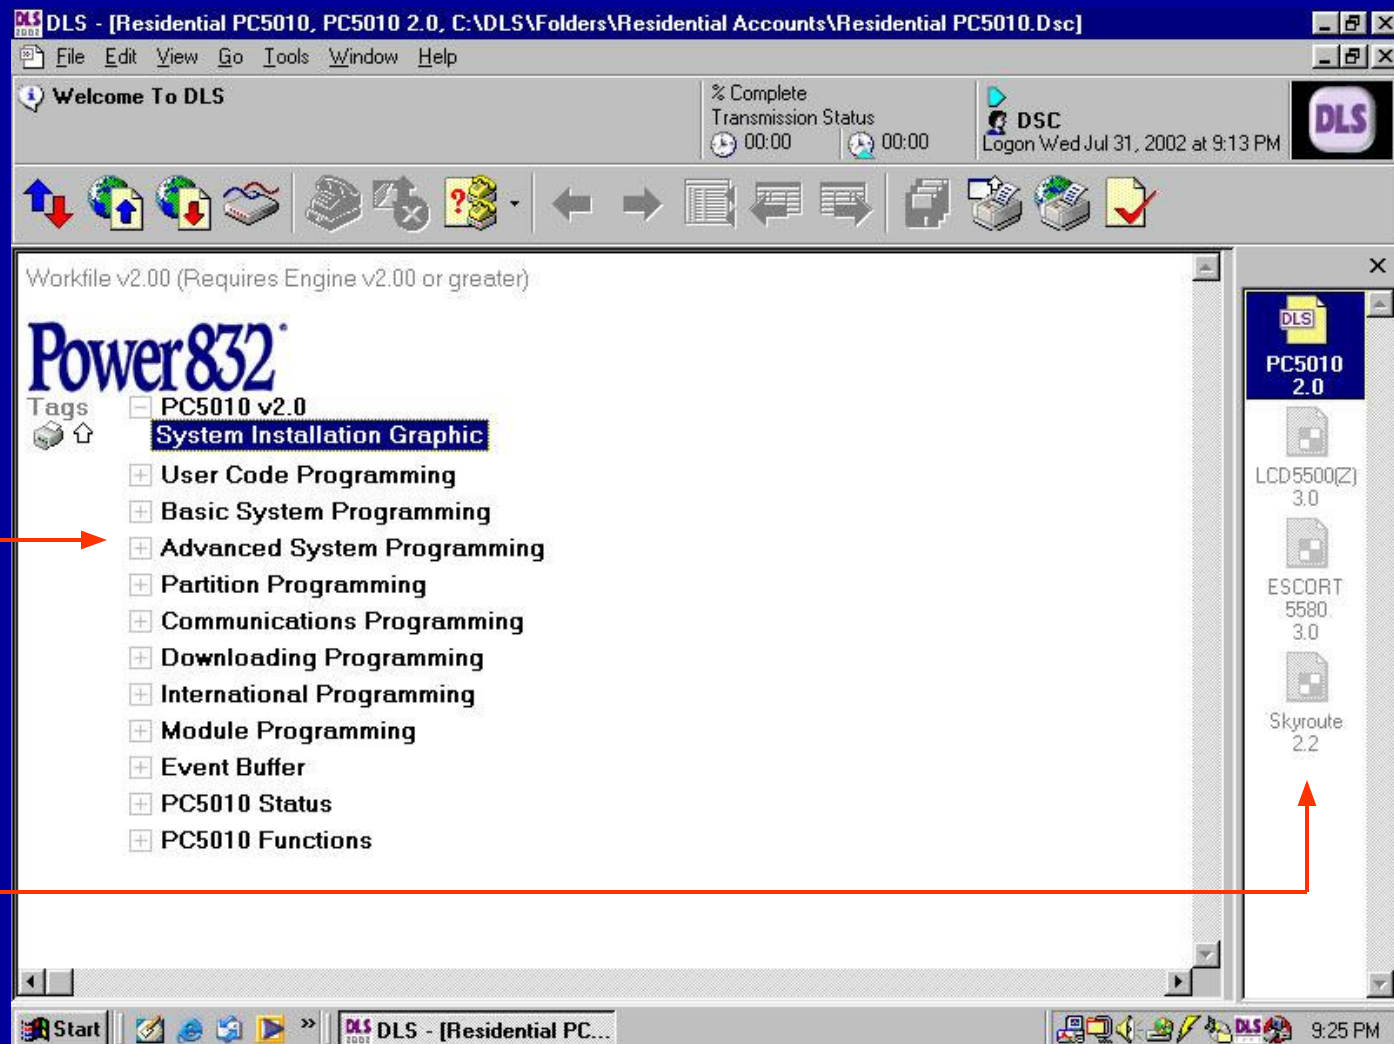 DLS 2002 DLS - [Residential PC5010, PC5010 2.0, C:\DLS\Folders\Residential Accounts\Residential PC5010.Dsc]
File Edit View Go Tools Window Help
Welcome To DLS
% Complete
Transmission Status
00:00 00:00
DSC
Logon Wed Jul 31, 2002 at 9:13 PM
DLS
Workfile v2.00 (Requires Engine v2.00 or greater)
Power832
Tags
PC5010 v2.0
System Installation Graphic
User Code Programming
Basic System Programming
Advanced System Programming
Partition Programming
Communications Programming
Downloading Programming
International Programming
Module Programming
Event Buffer
PC5010 Status
PC5010 Functions
DLS
PC5010
2.0
LCD5500(Z)
3.0
ESCORT
5580
3.0
Skyroute
2.2
Start
DLS DLS - [Residential PC...
DLS
9:25 PM